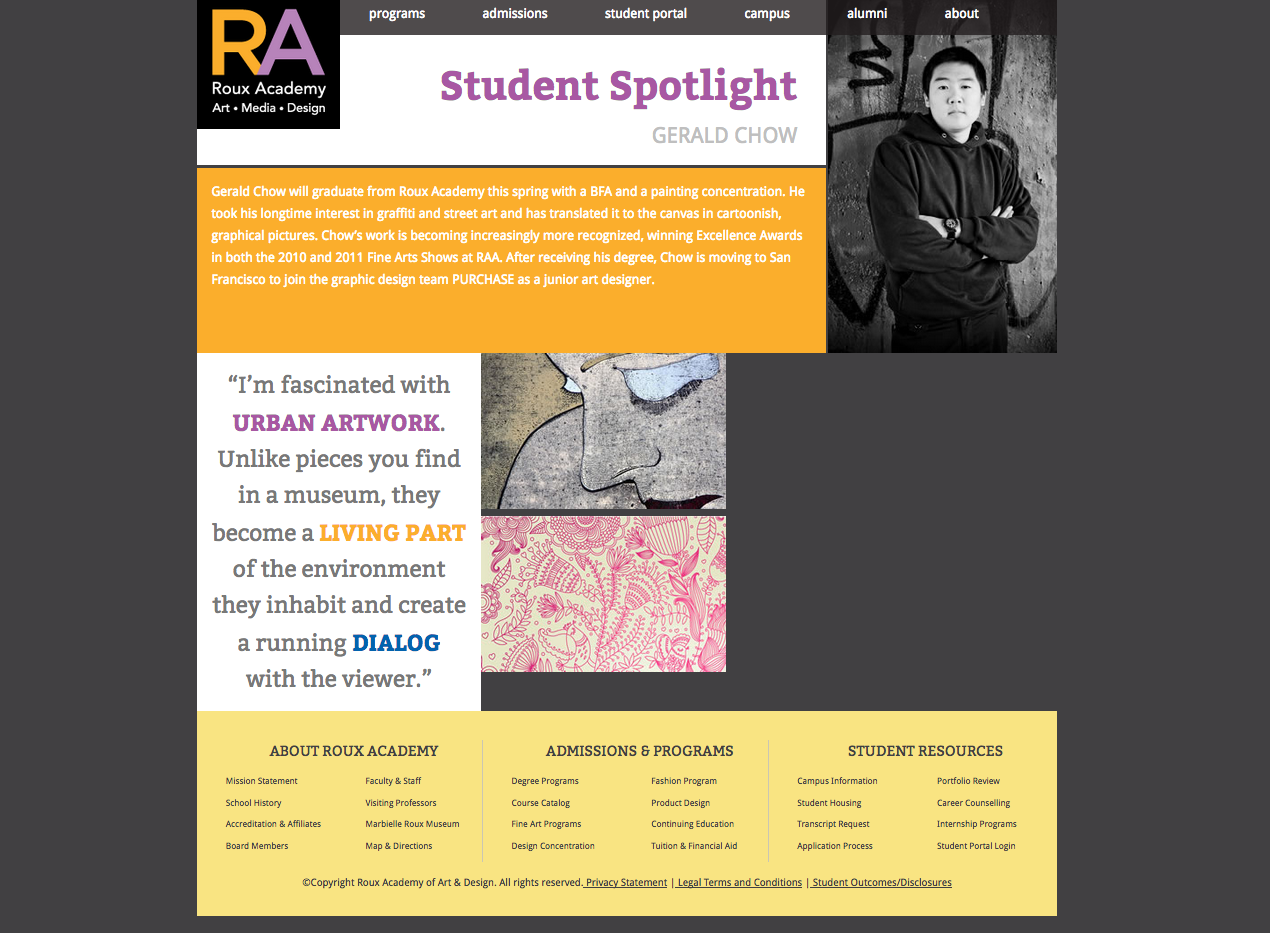 RA
Roux Academy
Art • Media • Design
programs admissions student portal campus alumni about
Student Spotlight
GERALD CHOW
Gerald Chow will graduate from Roux Academy this spring with a BFA and a painting concentration. He
took his longtime interest in graffiti and street art and has translated it to the canvas in cartoonish,
graphical pictures. Chow's work is becoming increasingly more recognized, winning Excellence Awards
in both the 2010 and 2011 Fine Arts Shows at RAA. After receiving his degree, Chow is moving to San
Francisco to join the graphic design team PURCHASE as a junior art designer.
“I'm fascinated with
URBAN ARTWORK.
Unlike pieces you find
in a museum, they
become a LIVING PART
of the environment
they inhabit and create
a running DIALOG
with the viewer.”
ABOUT ROUX ACADEMY
Mission Statement Faculty & Staff
School History Visiting Professors
Accreditation & Affiliates Marbielle Roux Museum
Board Members Map & Directions
ADMISSIONS & PROGRAMS
Degree Programs Fashion Program
Course Catalog Product Design
Fine Art Programs Continuing Education
Design Concentration Tuition & Financial Aid
STUDENT RESOURCES
Campus Information Portfolio Review
Student Housing Career Counselling
Transcript Request Internship Programs
Application Process Student Portal Login
©Copyright Roux Academy of Art & Design. All rights reserved. Privacy Statement | Legal Terms and Conditions | Student Outcomes/Disclosures